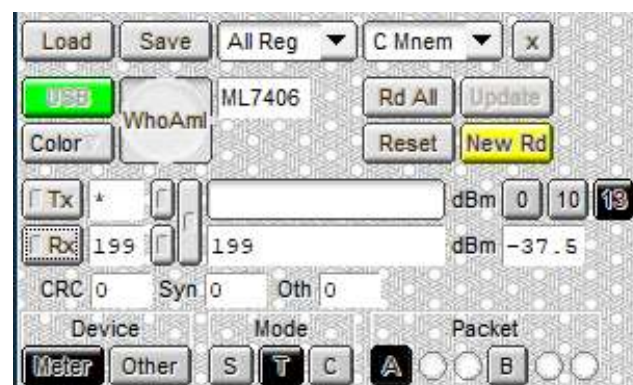 Load Save All Reg C Mnem x
USB WhoAmI ML7406 Rd All Update
Color Reset New Rd
Tx * dBm 0 10 13
Rx 199 199 dBm -37.5
CRC 0 Syn 0 Oth 0
Device Mode Packet
Meter Other S T C A B